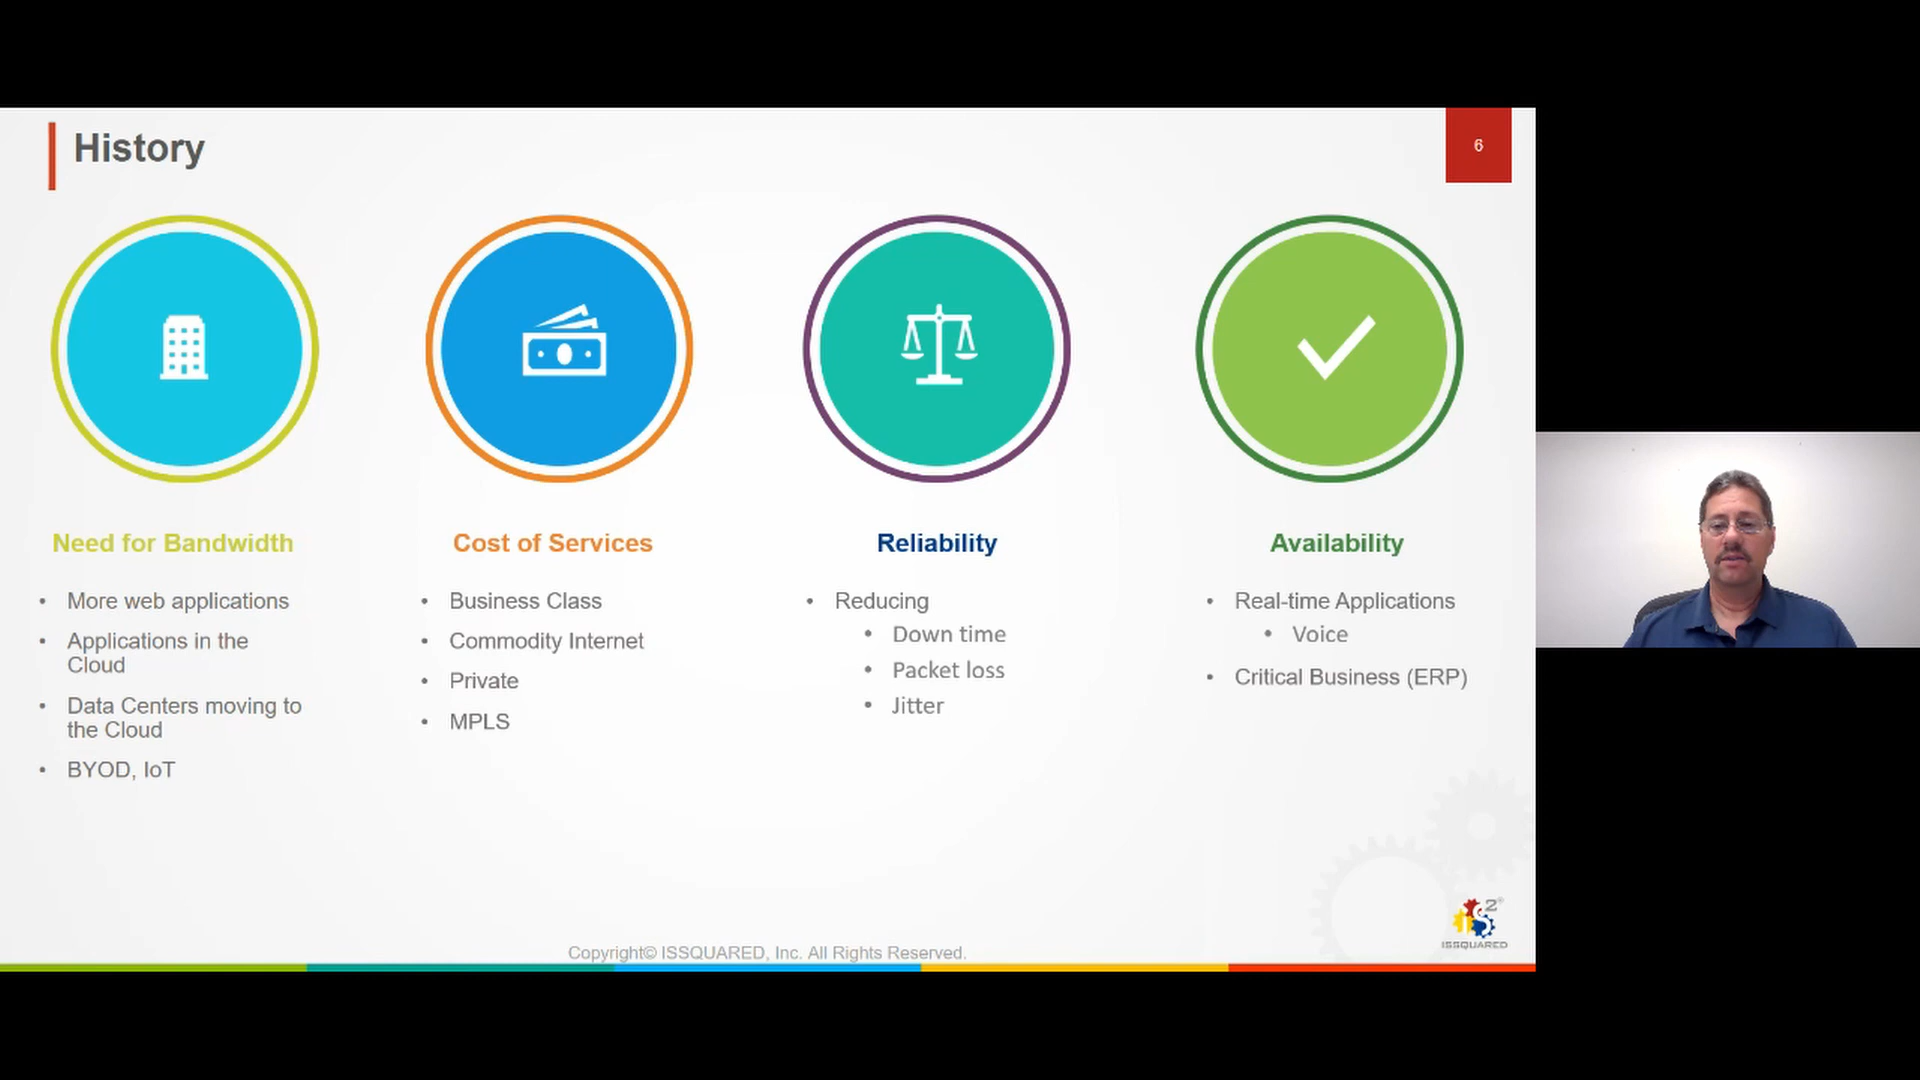 History
6
Need for Bandwidth
• More web applications
• Applications in the
Cloud
• Data Centers moving to
the Cloud
• BYOD, IoT
Cost of Services
• Business Class
• Commodity Internet
• Private
• MPLS
Reliability
• Reducing
• Down time
• Packet loss
• Jitter
Availability
• Real-time Applications
• Voice
• Critical Business (ERP)
iS2®
ISSQUARED
Copyright© ISSQUARED, Inc. All Rights Reserved.